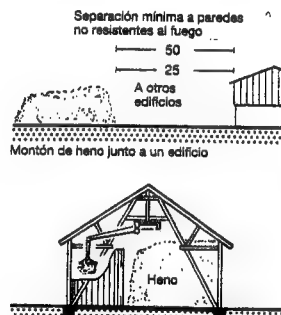 Separación mínima a paredes
no resistentes al fuego
50
25
A otros
edificios
Montón de heno junto a un edificio
Heno